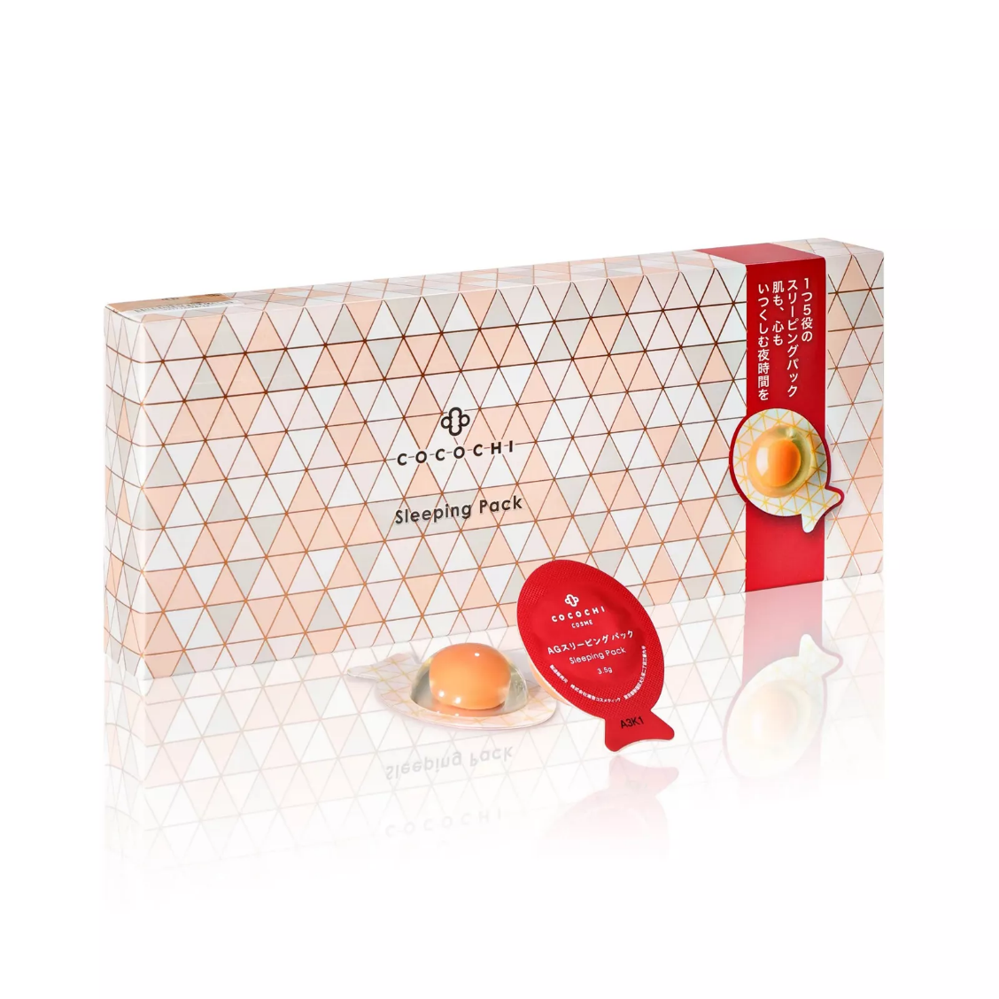 COCOCHI
Sleeping Pack
1つ5役の
スリーピングパック
肌も、心も
いつくしむ夜時間を
COCOCHI
COSME
AGスリーピング パック
Sleeping Pack
3.5g
A3K1